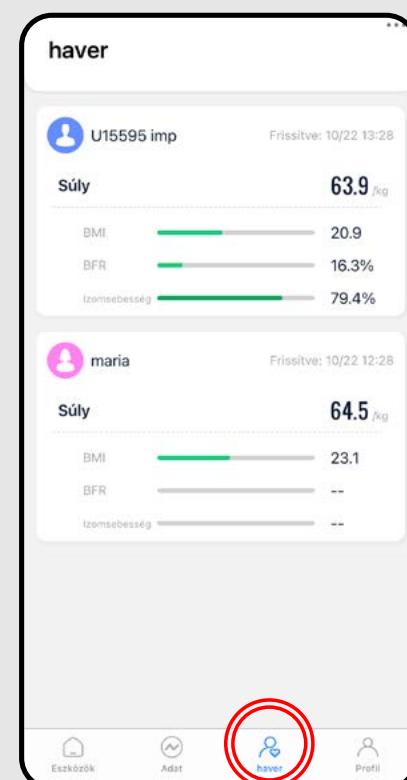 haver
U15595 imp Frissítve: 10/22 13:28
Súly 63.9 /kg
BMI 20.9
BFR 16.3%
Izomsebesség 79.4%
maria Frissítve: 10/22 12:28
Súly 64.5 /kg
BMI 23.1
BFR --
Izomsebesség --
Eszközök Adat haver Profil